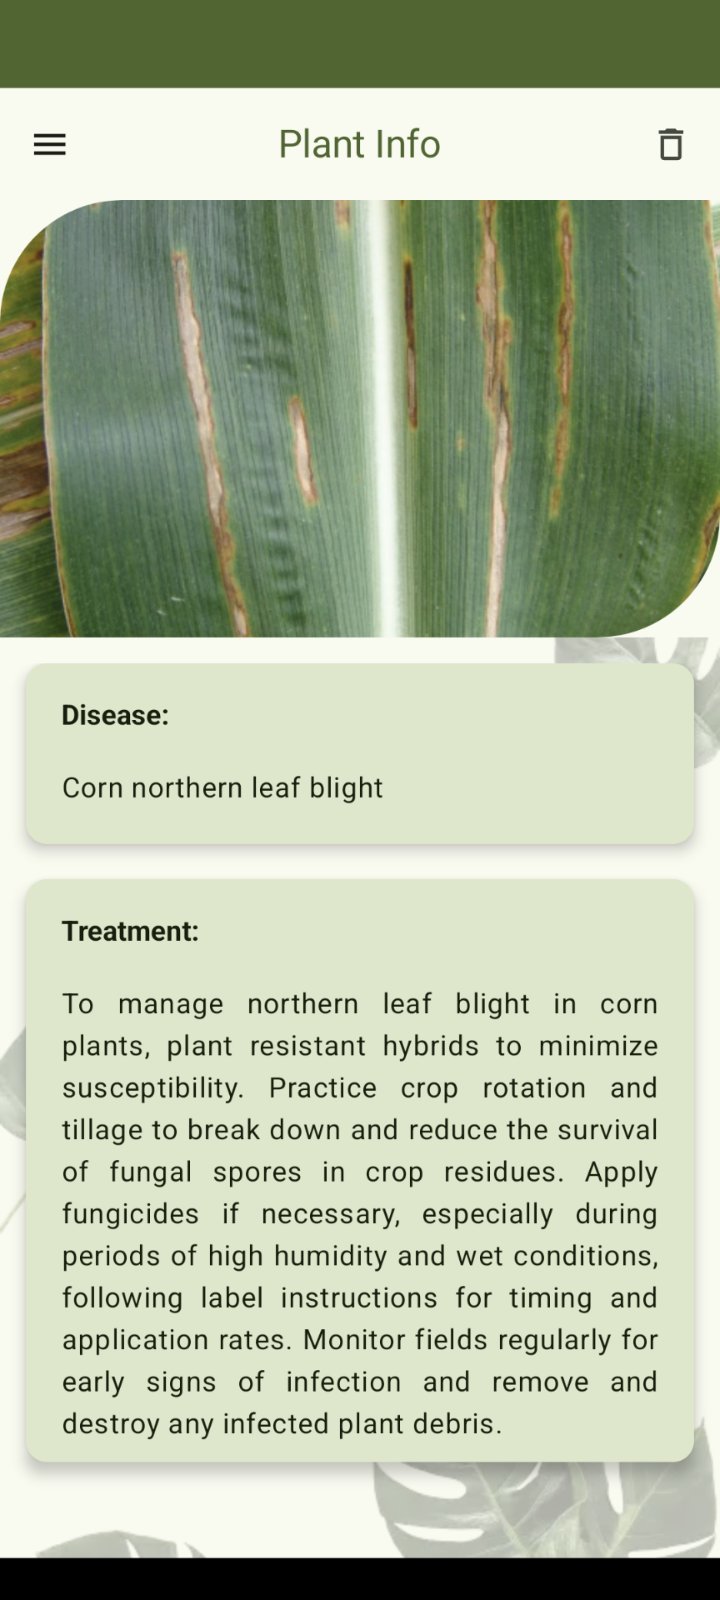 Plant Info
Disease:
Corn northern leaf blight
Treatment:
To manage northern leaf blight in corn
plants, plant resistant hybrids to minimize
susceptibility. Practice crop rotation and
tillage to break down and reduce the survival
of fungal spores in crop residues. Apply
fungicides if necessary, especially during
periods of high humidity and wet conditions,
following label instructions for timing and
application rates. Monitor fields regularly for
early signs of infection and remove and
destroy any infected plant debris.